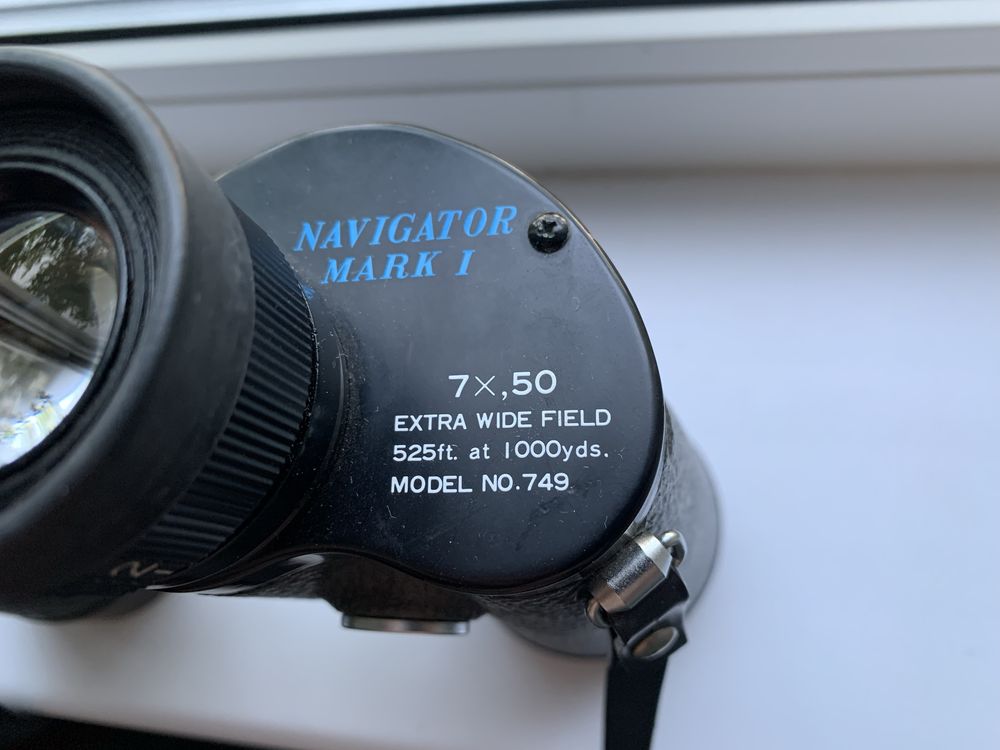 NAVIGATOR
MARK I
7×,50
EXTRA WIDE FIELD
525ft. at 1000yds.
MODEL NO.749